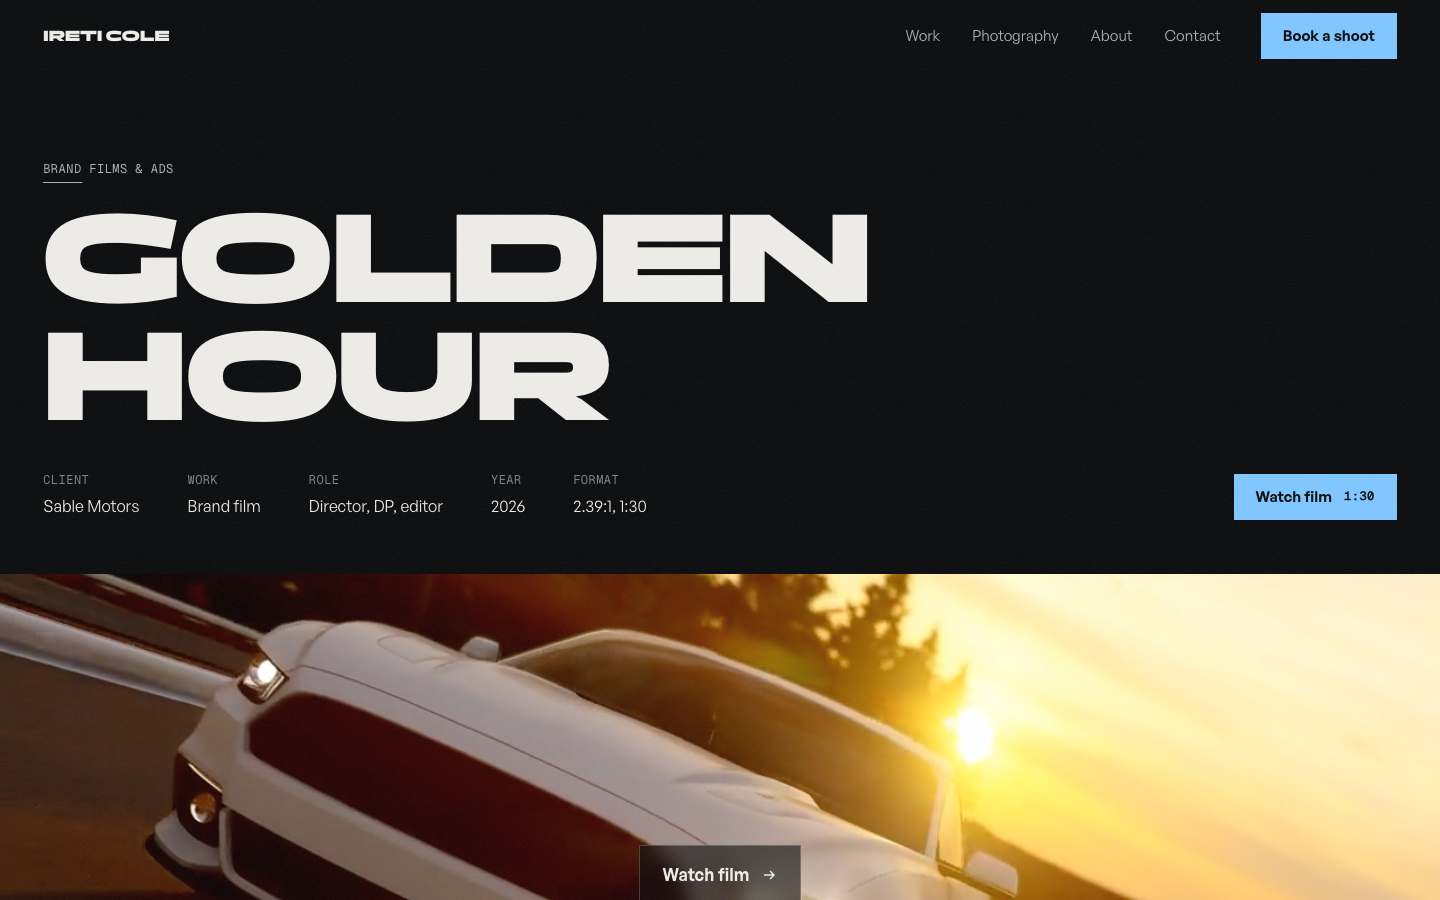 IRETI COLE
Work Photography About Contact Book a shoot
BRAND FILMS & ADS
GOLDEN
HOUR
CLIENT WORK ROLE YEAR FORMAT
Sable Motors Brand film Director, DP, editor 2026 2.39:1, 1:30
Watch film 1:30
Watch film →